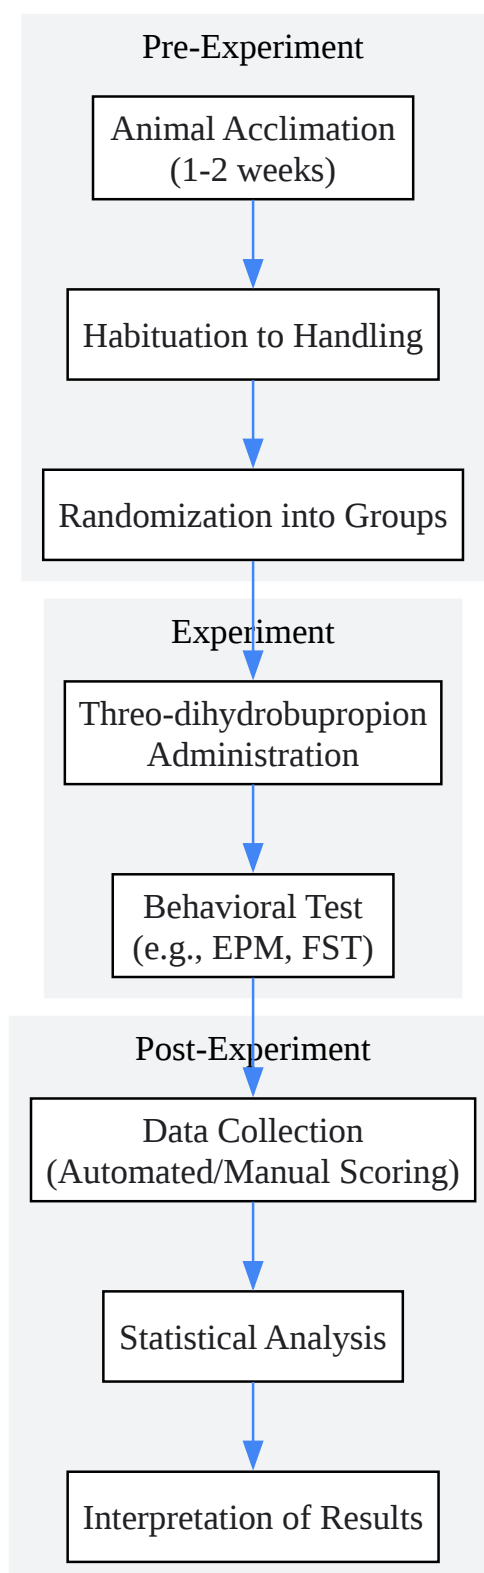 Pre-Experiment
Animal Acclimation
(1-2 weeks)
Habituation to Handling
Randomization into Groups
Experiment
Threo-dihydrobupropion
Administration
Behavioral Test
(e.g., EPM, FST)
Post-Experiment
Data Collection
(Automated/Manual Scoring)
Statistical Analysis
Interpretation of Results